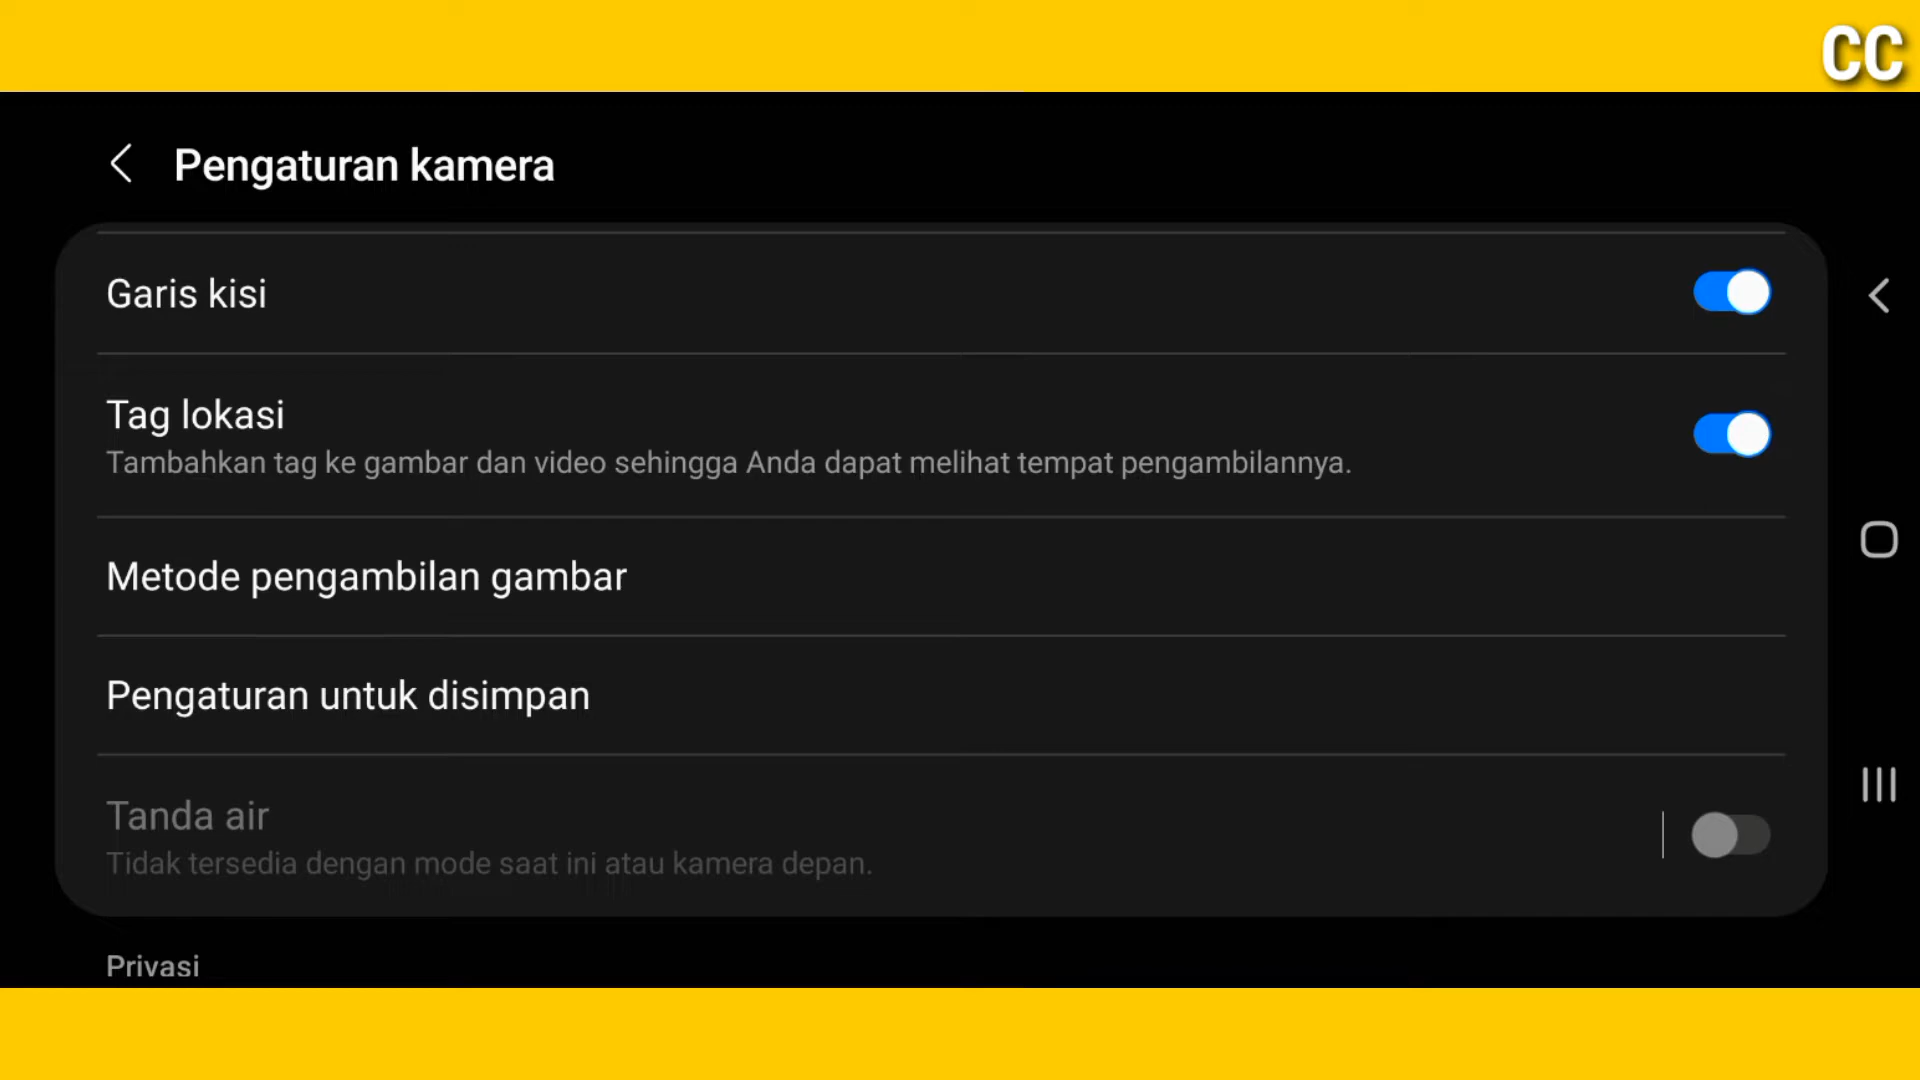 CC
Pengaturan kamera
Garis kisi
Tag lokasi
Tambahkan tag ke gambar dan video sehingga Anda dapat melihat tempat pengambilannya.
Metode pengambilan gambar
Pengaturan untuk disimpan
Tanda air
Tidak tersedia dengan mode saat ini atau kamera depan.
Privasi